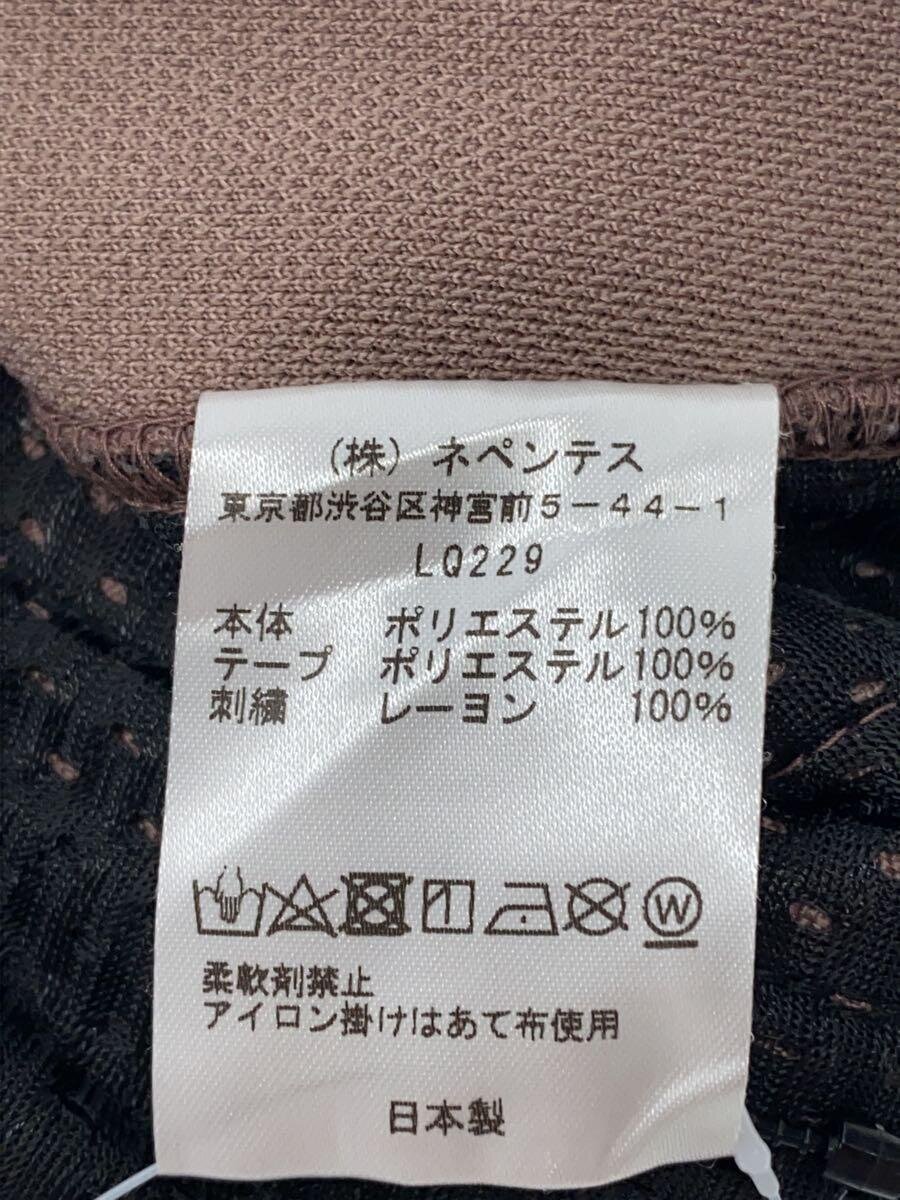 (株) ネペンテス
東京都渋谷区神宮前5-44-1
LQ229
本体 ポリエステル100%
テープ ポリエステル100%
刺繍 レーヨン 100%
W
柔軟剤禁止
アイロン掛けはあて布使用
日本製